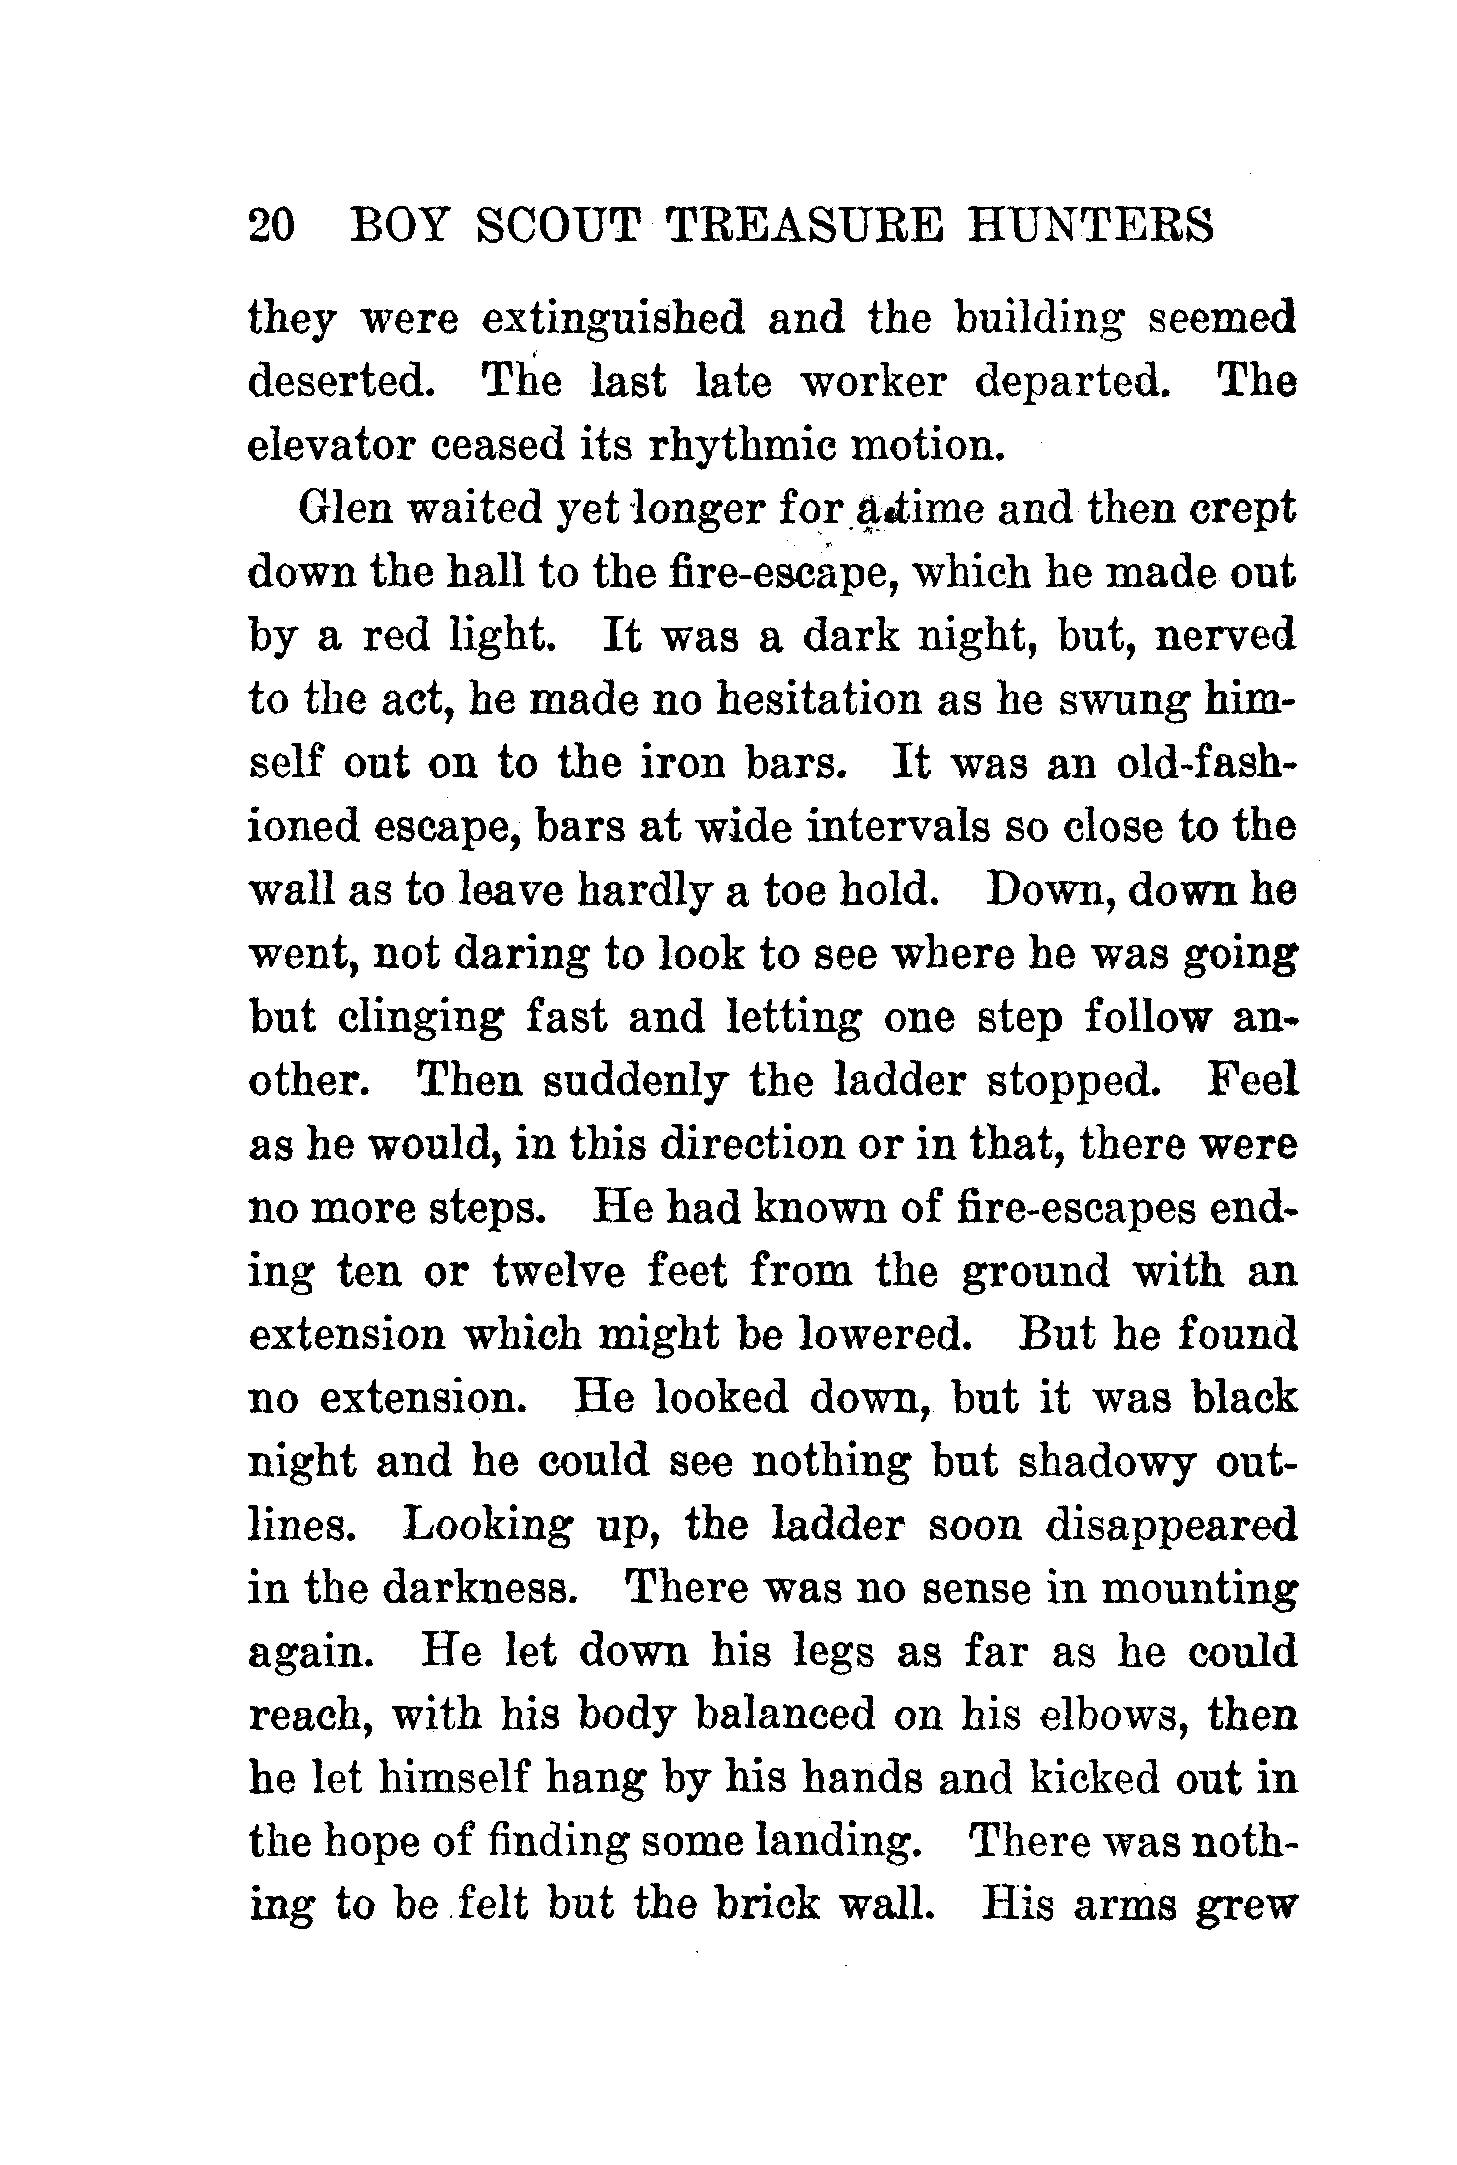 20 BOY SCOUT TREASURE HUNTERS
they were extinguished and the building seemed
deserted. The last late worker departed. The
elevator ceased its rhythmic motion.
Glen waited yet longer for a time and then crept
down the hall to the fire-escape, which he made out
by a red light. It was a dark night, but, nerved
to the act, he made no hesitation as he swung him-
self out on to the iron bars. It was an old-fash-
ioned escape, bars at wide intervals so close to the
wall as to leave hardly a toe hold. Down, down he
went, not daring to look to see where he was going
but clinging fast and letting one step follow an-
other. Then suddenly the ladder stopped. Feel
as he would, in this direction or in that, there were
no more steps. He had known of fire-escapes end-
ing ten or twelve feet from the ground with an
extension which might be lowered. But he found
no extension. He looked down, but it was black
night and he could see nothing but shadowy out-
lines. Looking up, the ladder soon disappeared
in the darkness. There was no sense in mounting
again. He let down his legs as far as he could
reach, with his body balanced on his elbows, then
he let himself hang by his hands and kicked out in
the hope of finding some landing. There was noth-
ing to be felt but the brick wall. His arms grew